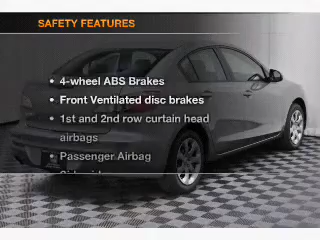 SAFETY FEATURES
• 4-wheel ABS Brakes
• Front Ventilated disc brakes
• 1st and 2nd row curtain head
airbags
• Passenger Airbag